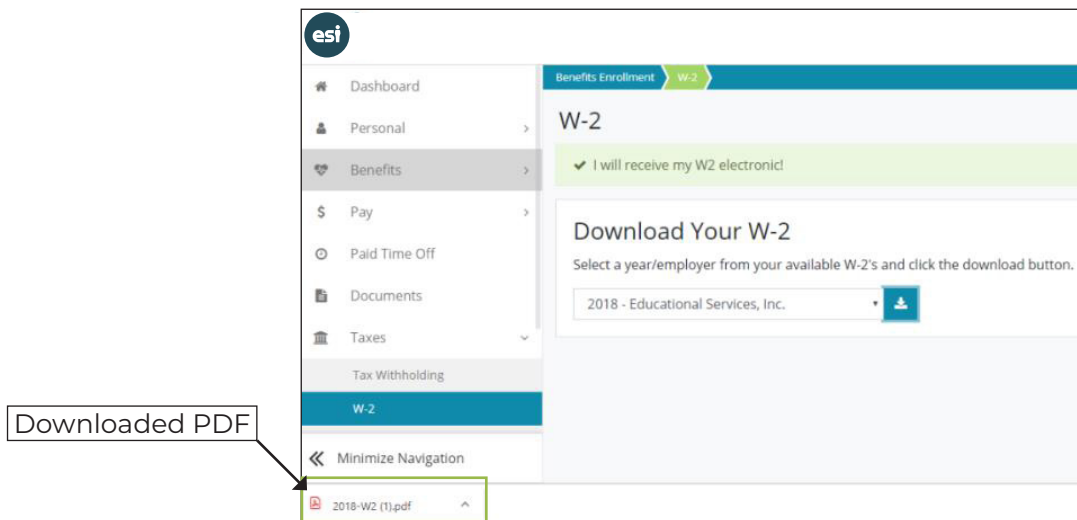 esi
Dashboard
Personal
Benefits
Pay
Paid Time Off
Documents
Taxes
Tax Withholding
W-2
Minimize Navigation
Benefits Enrollment
W-2
W-2
I will receive my W2 electronic!
Download Your W-2
Select a year/employer from your available W-2's and click the download button.
2018 - Educational Services, Inc.
Downloaded PDF
2018-W2 (1).pdf